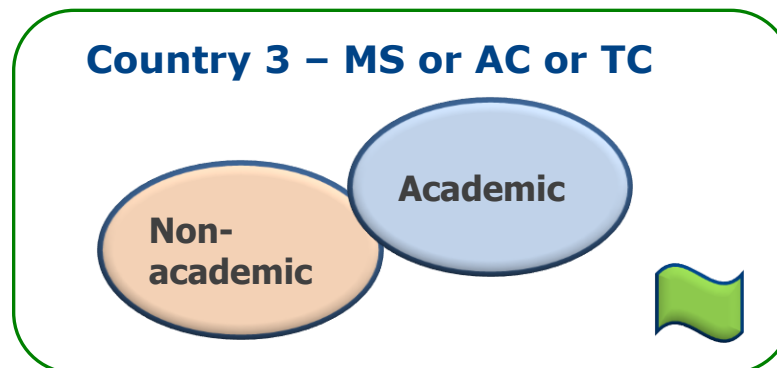 Country 3 – MS or AC or TC
Academic
Non-
academic